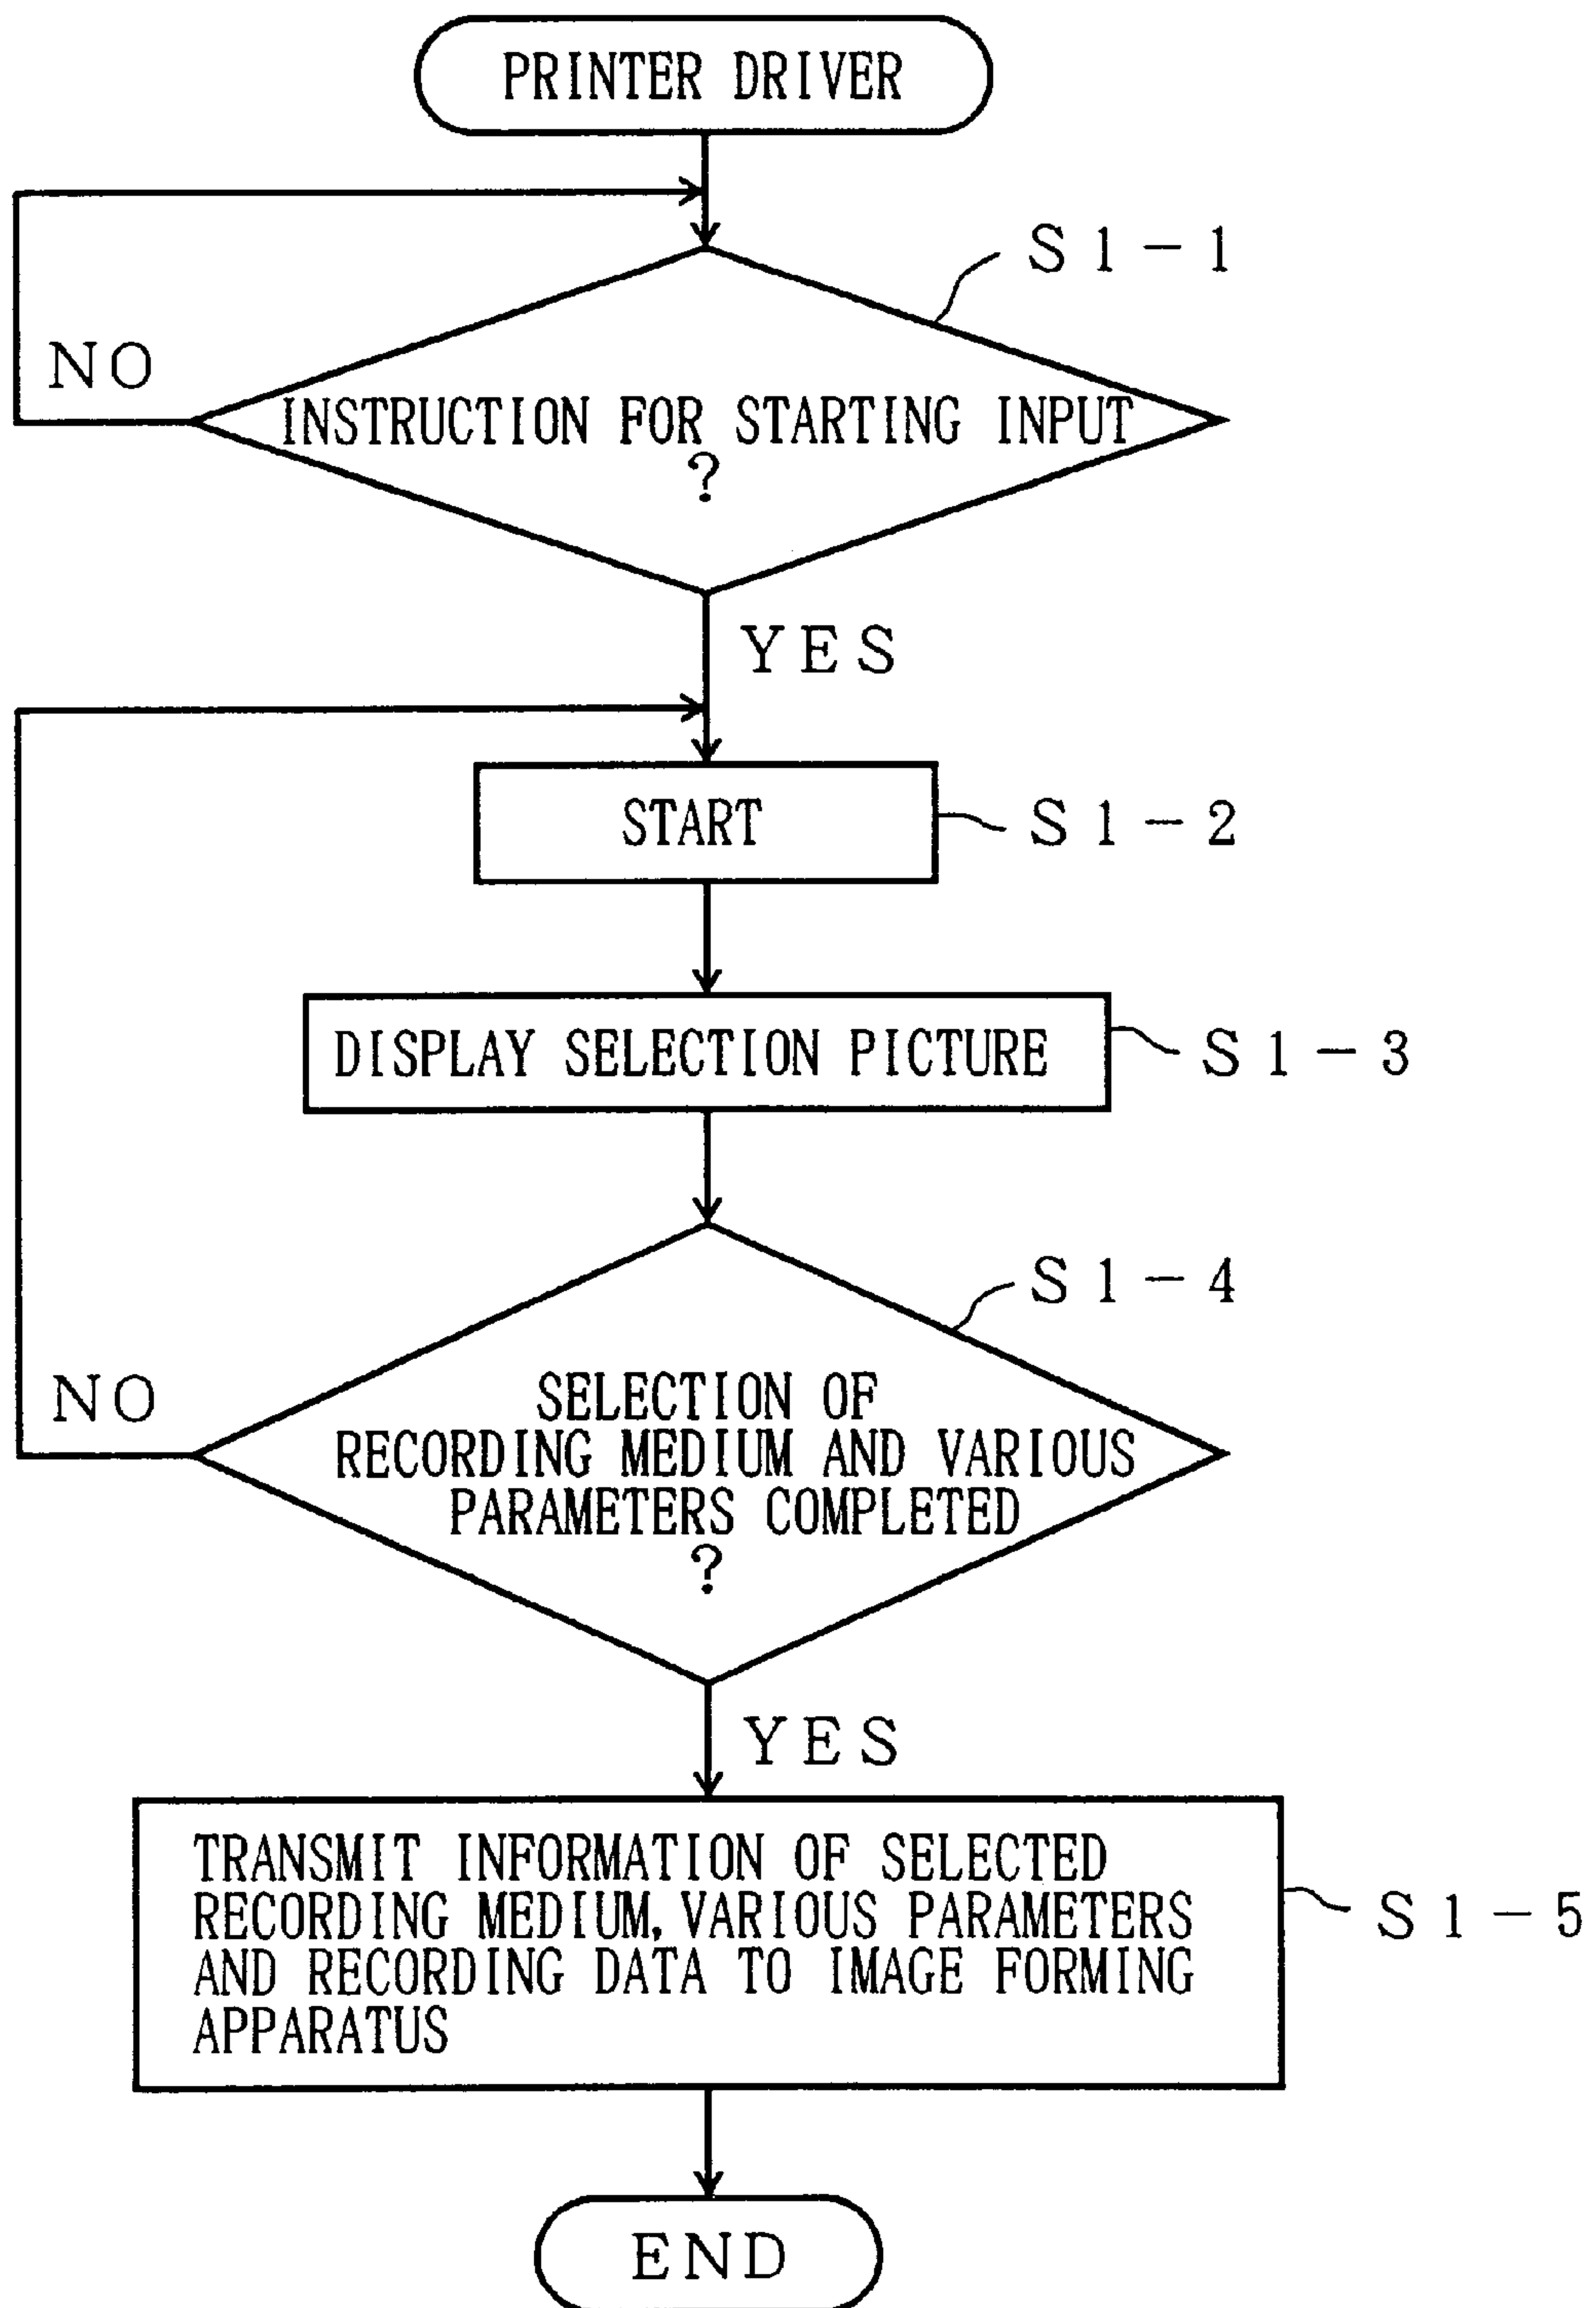 PRINTER DRIVER
S1-1
NO
INSTRUCTION FOR STARTING INPUT
?
YES
START
S1-2
DISPLAY SELECTION PICTURE
S1-3
S1-4
NO
SELECTION OF
RECORDING MEDIUM AND VARIOUS
PARAMETERS COMPLETED
?
YES
TRANSMIT INFORMATION OF SELECTED
RECORDING MEDIUM, VARIOUS PARAMETERS
AND RECORDING DATA TO IMAGE FORMING
APPARATUS
S1-5
END